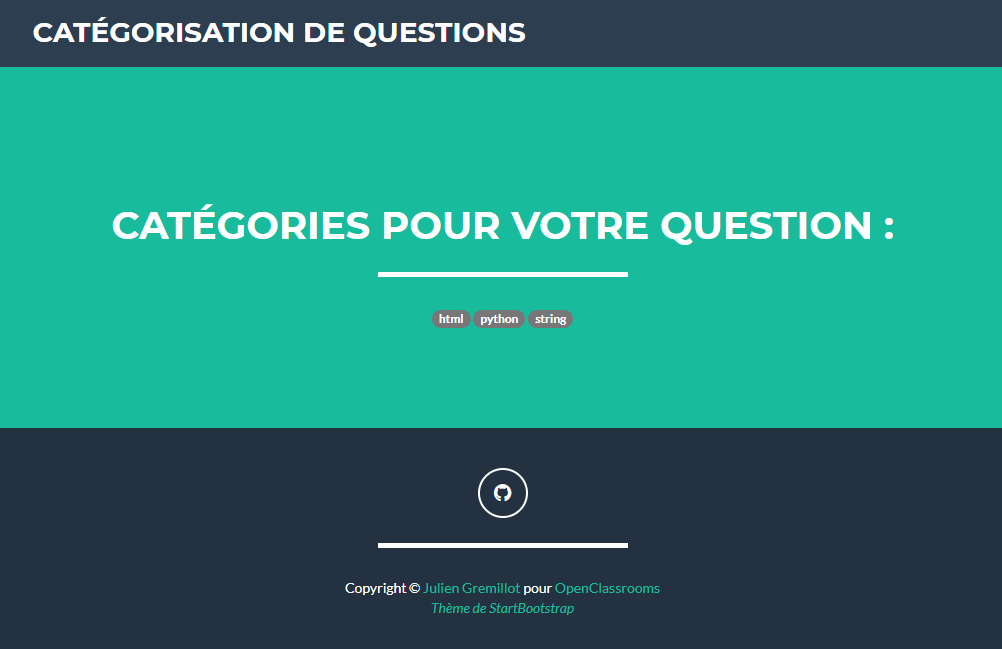 CATÉGORISATION DE QUESTIONS
CATÉGORIES POUR VOTRE QUESTION :
html python string
Copyright © Julien Gremillot pour OpenClassrooms
Thème de StartBootstrap